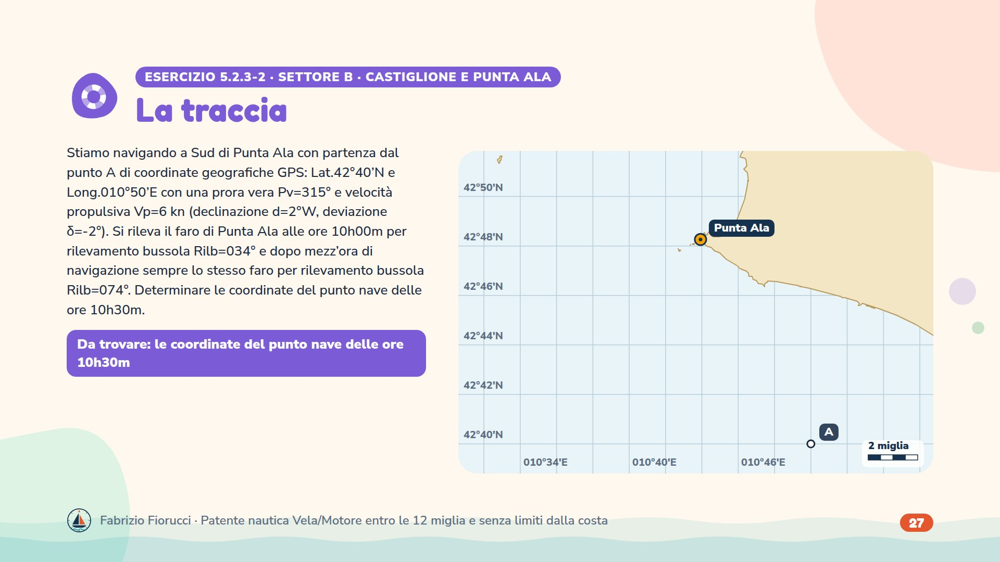 ESERCIZIO 5.2.3-2 · SETTORE B · CASTIGLIONE E PUNTA ALA
La traccia
Stiamo navigando a Sud di Punta Ala con partenza dal
punto A di coordinate geografiche GPS: Lat.42°40’N e
Long.010°50’E con una prora vera Pv=315° e velocità
propulsiva Vp=6 kn (declinazione d=2°W, deviazione
δ=-2°). Si rileva il faro di Punta Ala alle ore 10h00m per
rilevamento bussola Rilb=034° e dopo mezz’ora di
navigazione sempre lo stesso faro per rilevamento bussola
Rilb=074°. Determinare le coordinate del punto nave delle
ore 10h30m.
Da trovare: le coordinate del punto nave delle ore
10h30m
42°50'N
Punta Ala
42°48'N
42°46'N
42°44'N
42°42'N
42°40'N
A
2 miglia
010°34'E
010°40'E
010°46'E
Fabrizio Fiorucci · Patente nautica Vela/Motore entro le 12 miglia e senza limiti dalla costa
27